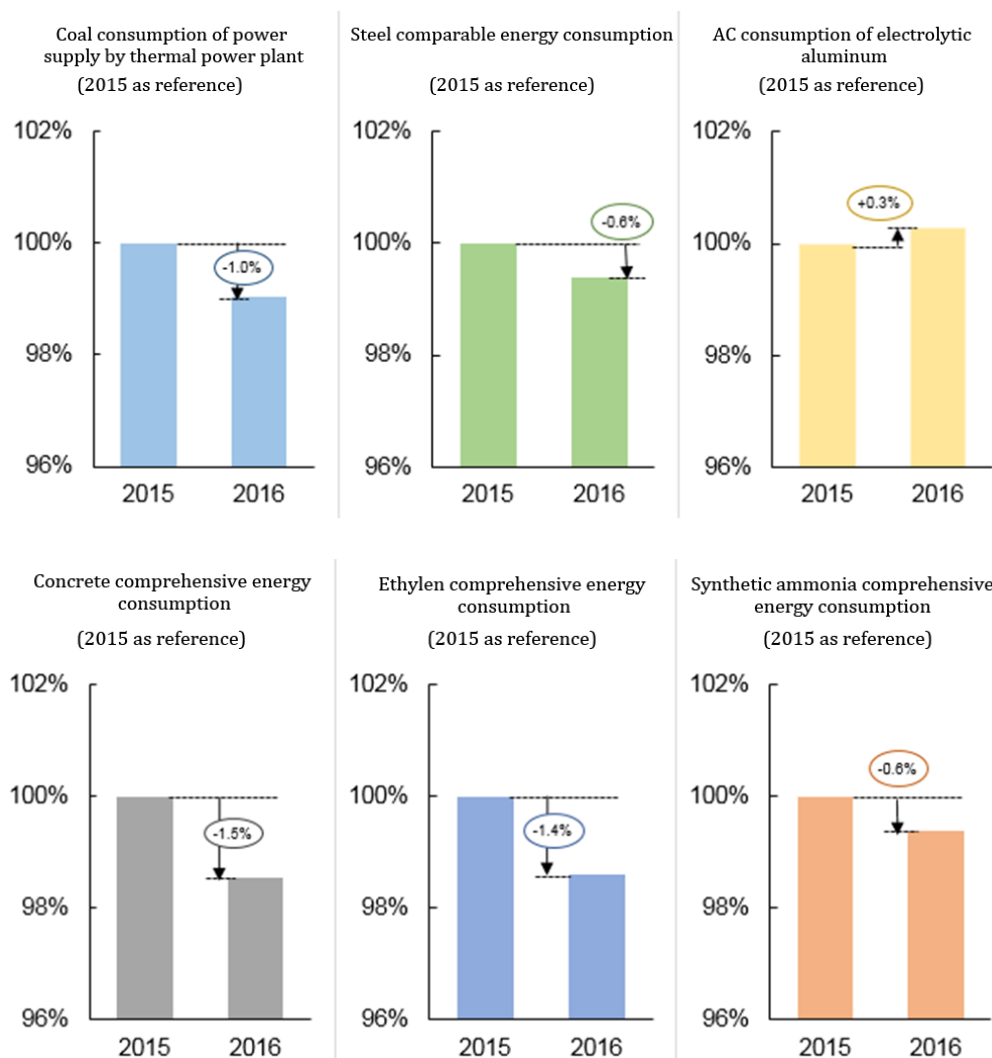 Coal consumption of power
supply by thermal power plant
(2015 as reference)
102%
100%
98%
96%
-1.0%
2015 2016
Steel comparable energy consumption
(2015 as reference)
102%
100%
98%
96%
-0.6%
2015 2016
AC consumption of electrolytic
aluminum
(2015 as reference)
102%
100%
98%
96%
+0.3%
2015 2016
Concrete comprehensive energy
consumption
(2015 as reference)
102%
100%
98%
96%
-1.5%
2015 2016
Ethylen comprehensive energy
consumption
(2015 as reference)
102%
100%
98%
96%
-1.4%
2015 2016
Synthetic ammonia comprehensive
energy consumption
(2015 as reference)
102%
100%
98%
96%
-0.6%
2015 2016